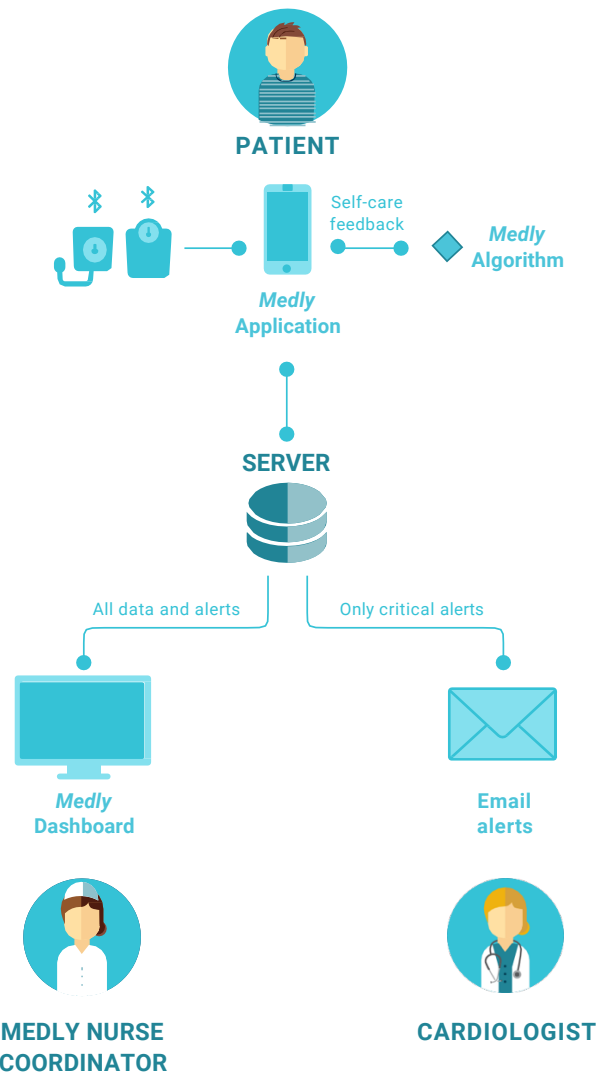 PATIENT
Self-care
feedback
Medly
Algorithm
Medly
Application
SERVER
All data and alerts
Only critical alerts
Medly
Dashboard
Email
alerts
MEDLY NURSE
COORDINATOR
CARDIOLOGIST